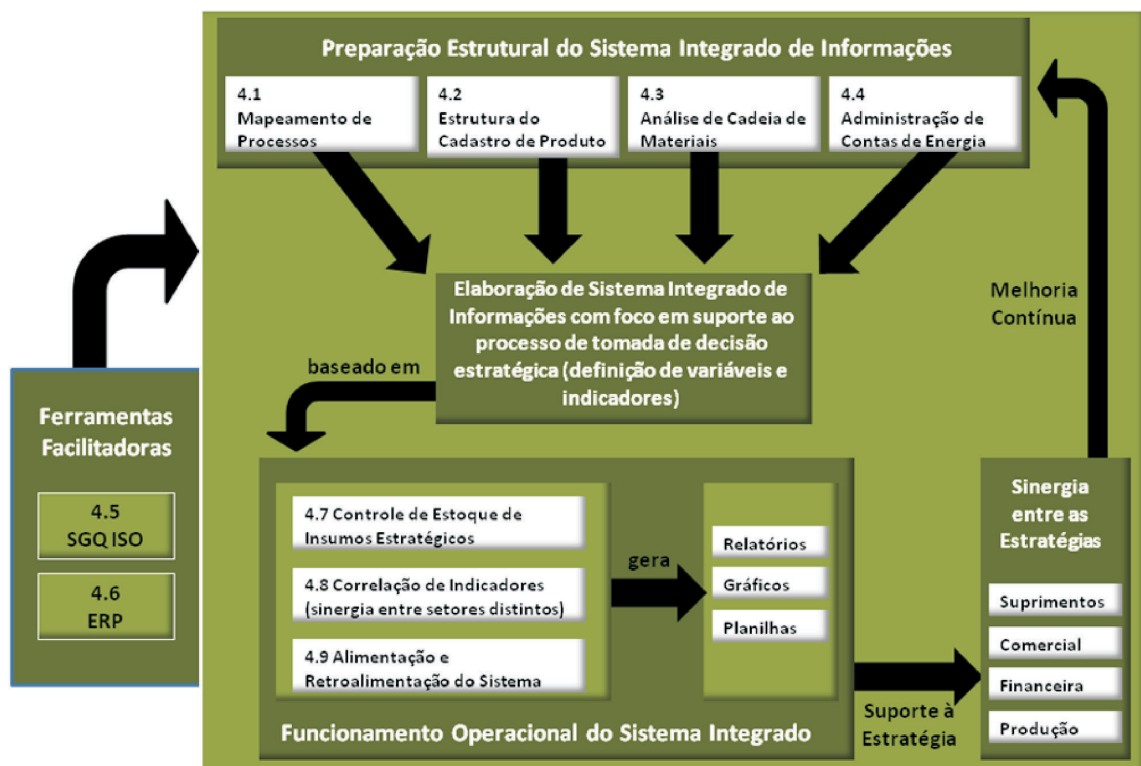 Preparação Estrutural do Sistema Integrado de Informações
4.1
Mapeamento de
Processos
4.2
Estrutura do
Cadastro de Produto
4.3
Análise de Cadeia de
Materiais
4.4
Administração de
Contas de Energia
Elaboração de Sistema Integrado de
Informações com foco em suporte ao
processo de tomada de decisão
estratégica (definição de variáveis e
indicadores)
Melhoria
Contínua
baseado em
Ferramentas
Facilitadoras
4.5
SGQ ISO
4.6
ERP
4.7 Controle de Estoque de
Insumos Estratégicos
4.8 Correlação de Indicadores
(sinergia entre setores distintos)
4.9 Alimentação e
Retroalimentação do Sistema
gera
Relatórios
Gráficos
Planilhas
Funcionamento Operacional do Sistema Integrado
Suporte à
Estratégia
Sinergia
entre as
Estratégias
Suprimentos
Comercial
Financeira
Produção